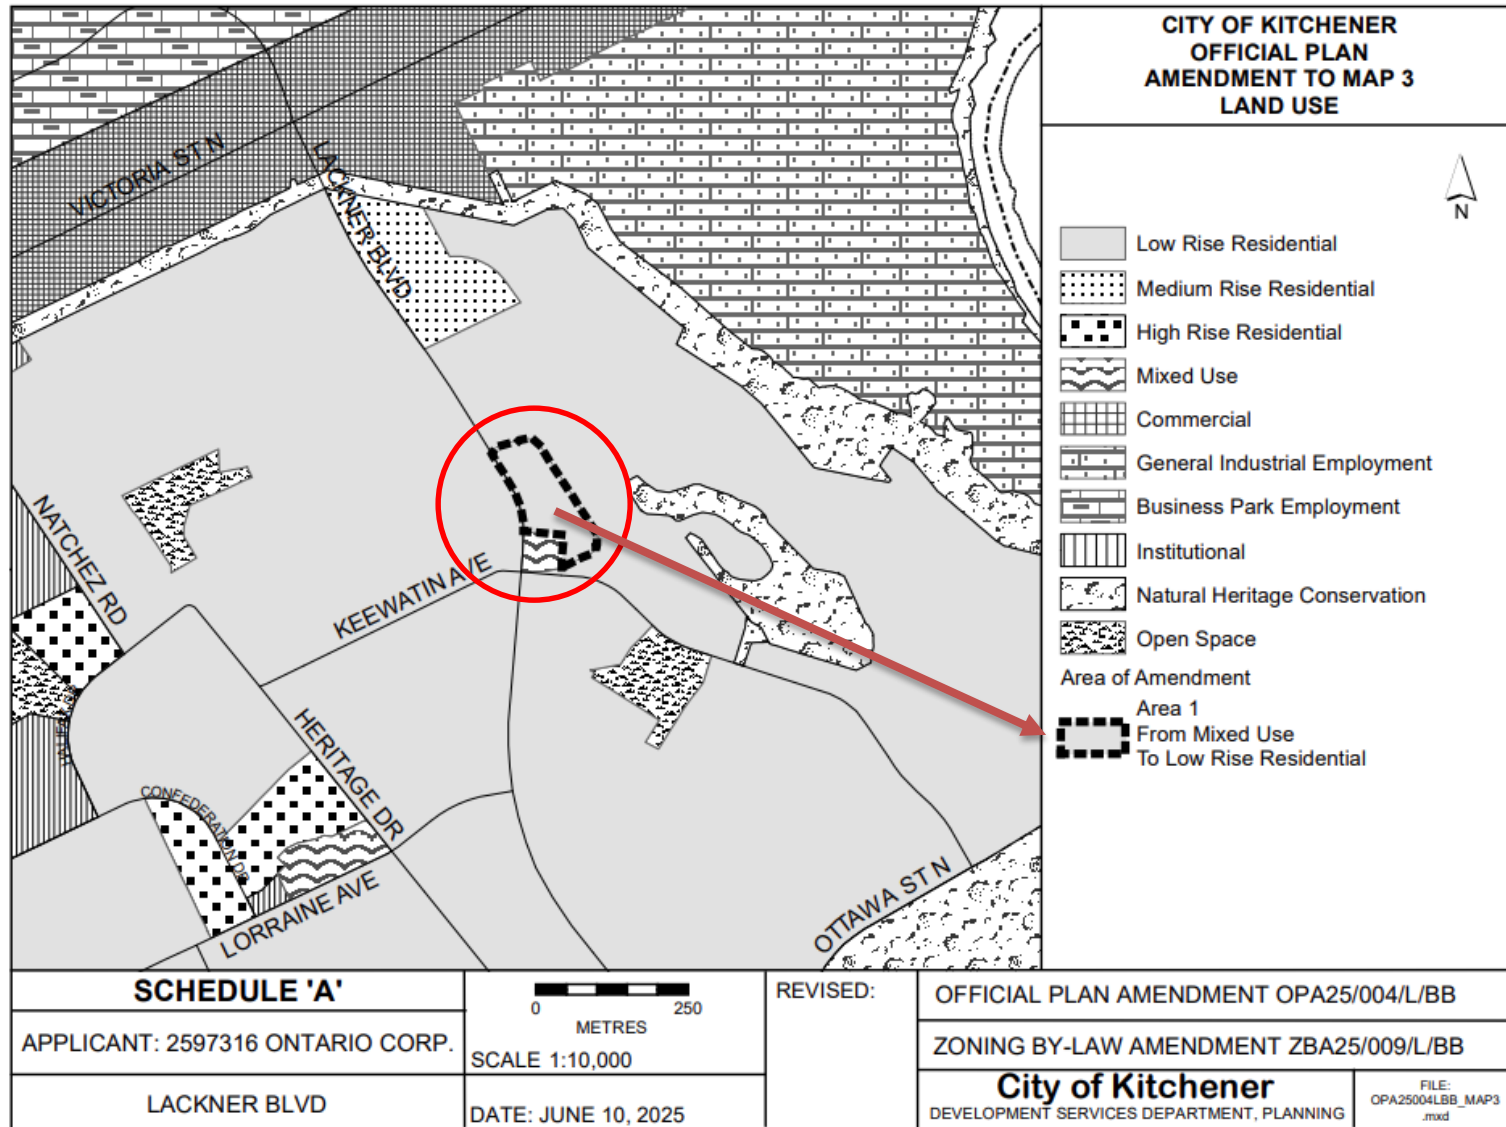 CITY OF KITCHENER
OFFICIAL PLAN
AMENDMENT TO MAP 3
LAND USE
N
Low Rise Residential
Medium Rise Residential
High Rise Residential
Mixed Use
Commercial
General Industrial Employment
Business Park Employment
Institutional
Natural Heritage Conservation
Open Space
Area of Amendment
Area 1
From Mixed Use
To Low Rise Residential
VICTORIA ST N
LACKNER BLVD
NATCHEZ RD
KEEWATIN AVE
HERITAGE DR
CONFEDERATION DR
LORRAINE AVE
OTTAWA ST N
SCHEDULE 'A'
APPLICANT: 2597316 ONTARIO CORP.
LACKNER BLVD
0 250
METRES
SCALE 1:10,000
DATE: JUNE 10, 2025
REVISED:
OFFICIAL PLAN AMENDMENT OPA25/004/L/BB
ZONING BY-LAW AMENDMENT ZBA25/009/L/BB
City of Kitchener
DEVELOPMENT SERVICES DEPARTMENT, PLANNING
FILE:
OPA25004LBB_MAP3
.mxd